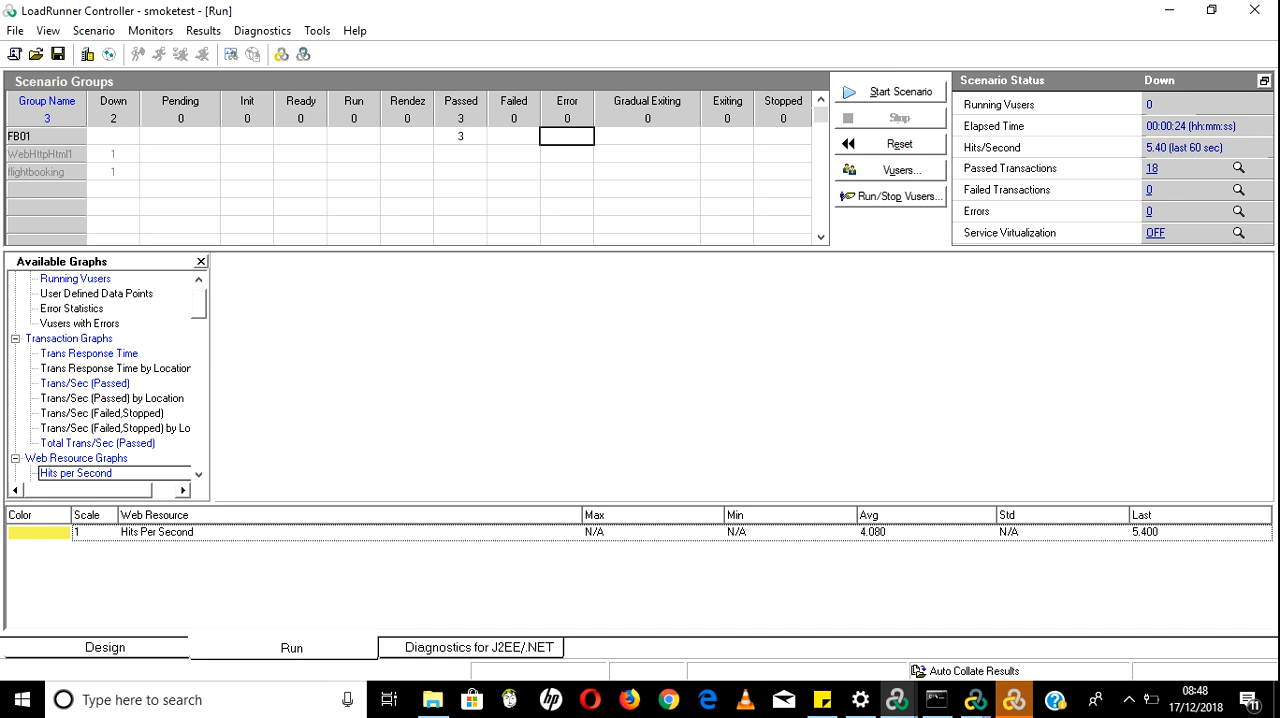 LoadRunner Controller - smoketest - [Run]
File View Scenario Monitors Results Diagnostics Tools Help
Scenario Groups
Group Name Down Pending Init Ready Run Rendez Passed Failed Error Gradual Exiting Exiting Stopped
3 2 0 0 0 0 0 3 0 0 0 0 0
FB01 3
WebHttpHtml1 1
flightbooking 1
Start Scenario
Stop
Reset
Vusers...
Run/Stop Vusers...
Scenario Status Down
Running Vusers 0
Elapsed Time 00:00:24 (hh:mm:ss)
Hits/Second 5.40 (last 60 sec)
Passed Transactions 18
Failed Transactions 0
Errors 0
Service Virtualization OFF
Available Graphs
Running Vusers
User Defined Data Points
Error Statistics
Vusers with Errors
Transaction Graphs
Trans Response Time
Trans Response Time by Location
Trans/Sec (Passed)
Trans/Sec (Passed) by Location
Trans/Sec (Failed,Stopped)
Trans/Sec (Failed,Stopped) by Lo
Total Trans/Sec (Passed)
Web Resource Graphs
Hits per Second
Color Scale Web Resource Max Min Avg Std Last
1 Hits Per Second N/A N/A 4.080 N/A 5.400
Design Run Diagnostics for J2EE/.NET
Auto Collate Results
Type here to search
hp
08:48
17/12/2018
11